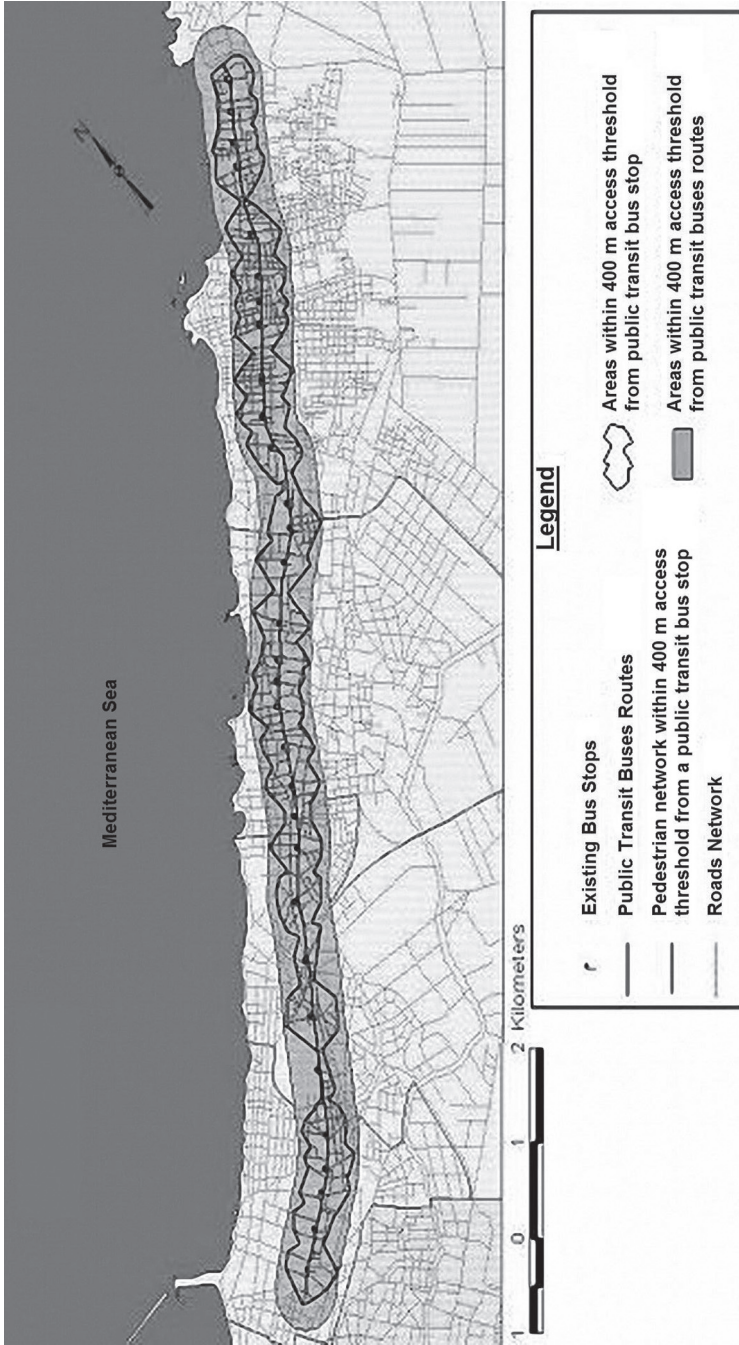 N
Mediterranean Sea
1 0 1 2 Kilometers
Legend
Existing Bus Stops
Public Transit Buses Routes
Pedestrian network within 400 m access
threshold from a public transit bus stop
Roads Network
Areas within 400 m access threshold
from public transit bus stop
Areas within 400 m access threshold
from public transit buses routes